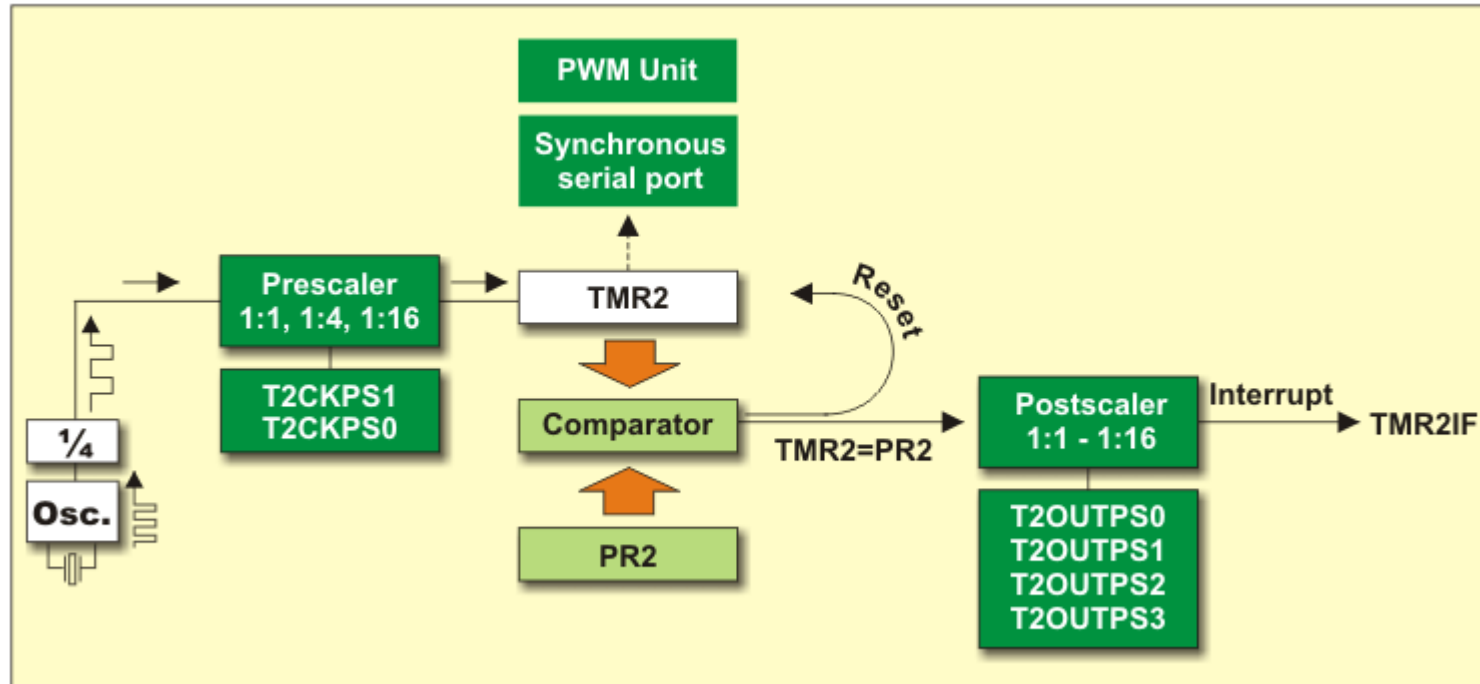 PWM Unit
Synchronous
serial port
Prescaler
1:1, 1:4, 1:16
TMR2
Reset
T2CKPS1
T2CKPS0
Comparator
TMR2=PR2
Postscaler
1:1 - 1:16
Interrupt
TMR2IF
¼
Osc.
PR2
T2OUTPS0
T2OUTPS1
T2OUTPS2
T2OUTPS3